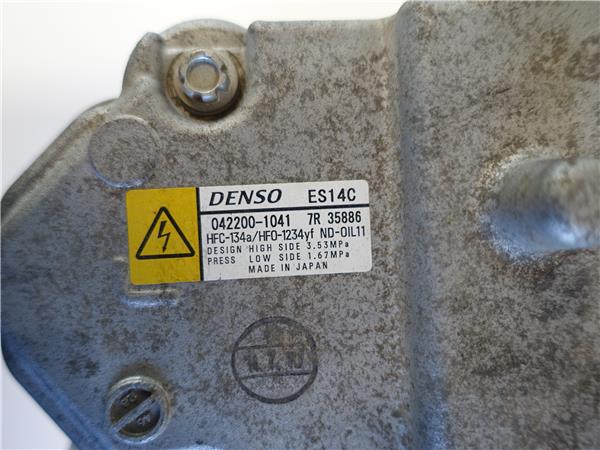 DENSO ES14C
042200-1041 7R 35886
HFC-134a/HFO-1234yf ND-OIL11
DESIGN HIGH SIDE 3.53MPa
PRESS LOW SIDE 1.67MPa
MADE IN JAPAN